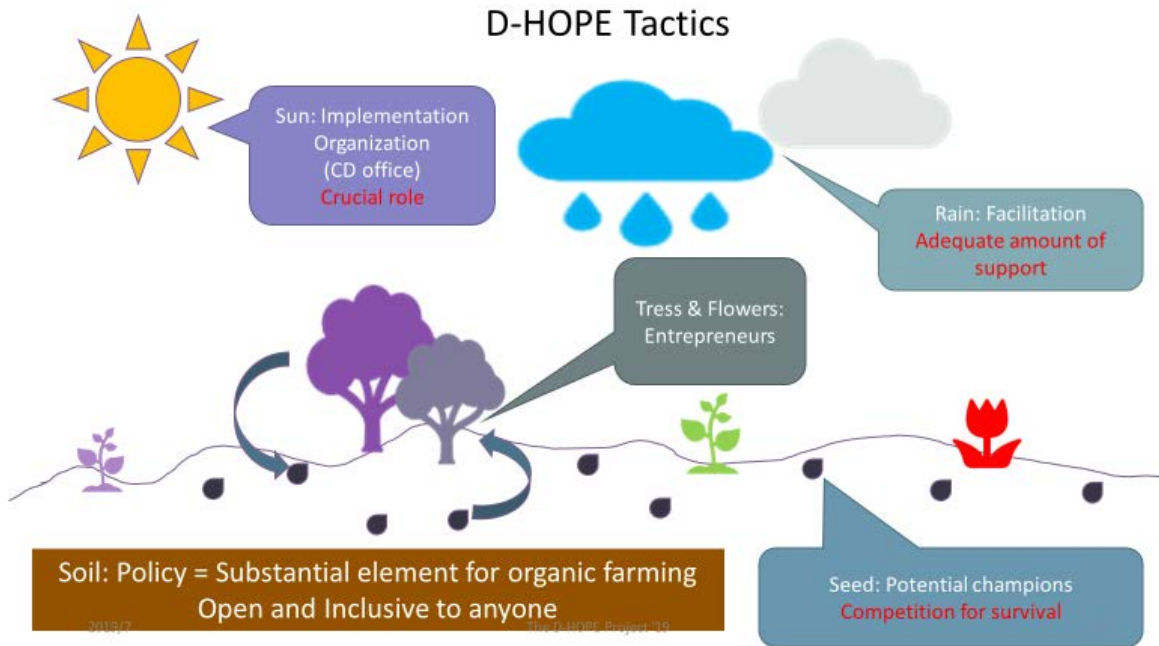 D-HOPE Tactics
Sun: Implementation
Organization
(CD office)
Crucial role
Rain: Facilitation
Adequate amount of
support
Tress & Flowers:
Entrepreneurs
Soil: Policy = Substantial element for organic farming
Open and Inclusive to anyone
Seed: Potential champions
Competition for survival
2019/7
The D-HOPE Project '19